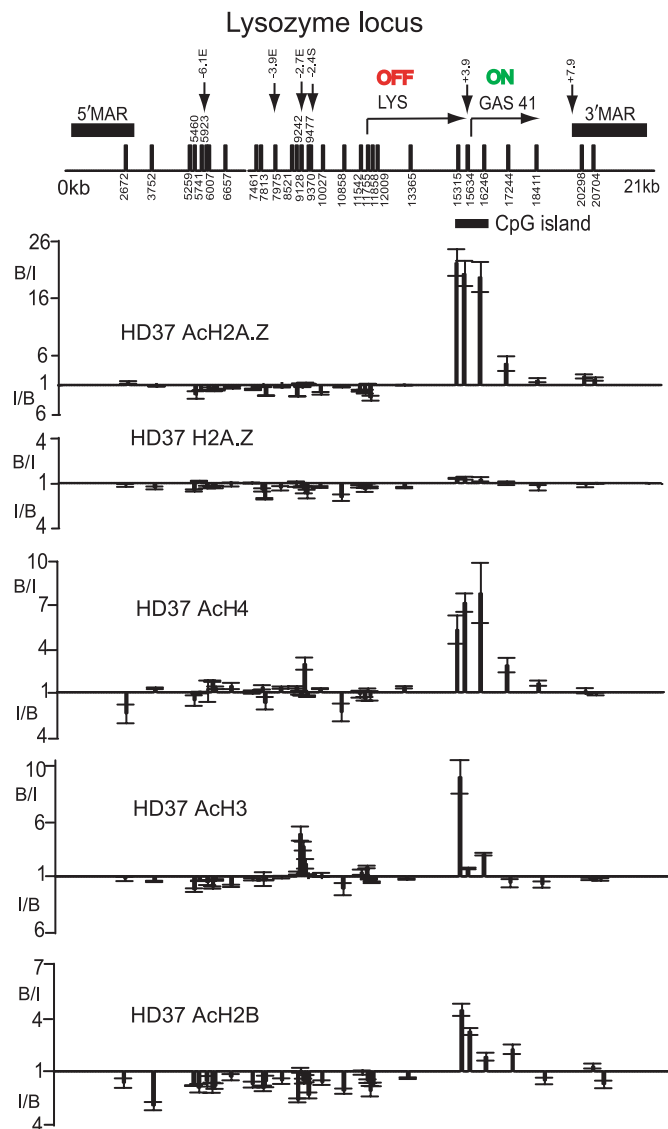 Lysozyme locus
-6.1E -3.9E -2.7E -2.4S OFF +3.9 ON +7.9
LYS GAS 41
5′MAR 3′MAR
5460 5923 9242 9477
0kb 21kb
2672 3752 5259 5741 6007 6657 7461 7813 7975 8521 9128 9370 10027 10858 11542 11753 11858 12009 13365 15315 15634 16246 17244 18411 20298 20704
CpG island
26
B/I
16
HD37 AcH2A.Z
6
1
I/B
6
4
HD37 H2A.Z
B/I
1
I/B
4
10
B/I
7
HD37 AcH4
4
1
I/B
4
10
B/I
HD37 AcH3
6
1
I/B
6
7
B/I
4
HD37 AcH2B
1
I/B
4